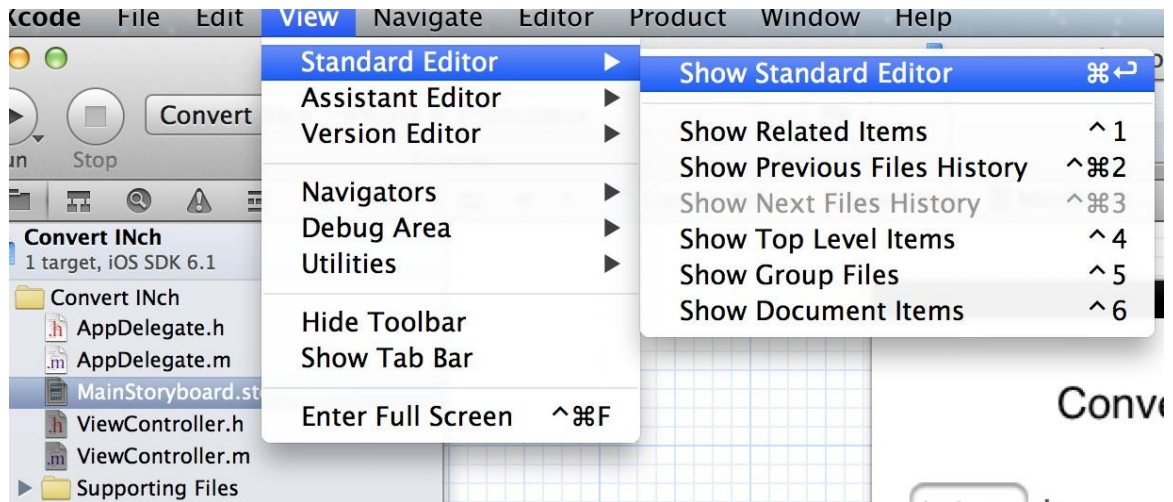 Xcode File Edit View Navigate Editor Product Window Help
Standard Editor
Assistant Editor
Version Editor
Navigators
Debug Area
Utilities
Hide Toolbar
Show Tab Bar
Enter Full Screen ^⌘F
Show Standard Editor ⌘↩
Show Related Items ^1
Show Previous Files History ^⌘2
Show Next Files History ^⌘3
Show Top Level Items ^4
Show Group Files ^5
Show Document Items ^6
Convert
Stop
Convert INch
1 target, iOS SDK 6.1
Convert INch
h AppDelegate.h
.m AppDelegate.m
MainStoryboard.st
h ViewController.h
.m ViewController.m
Supporting Files
Conve